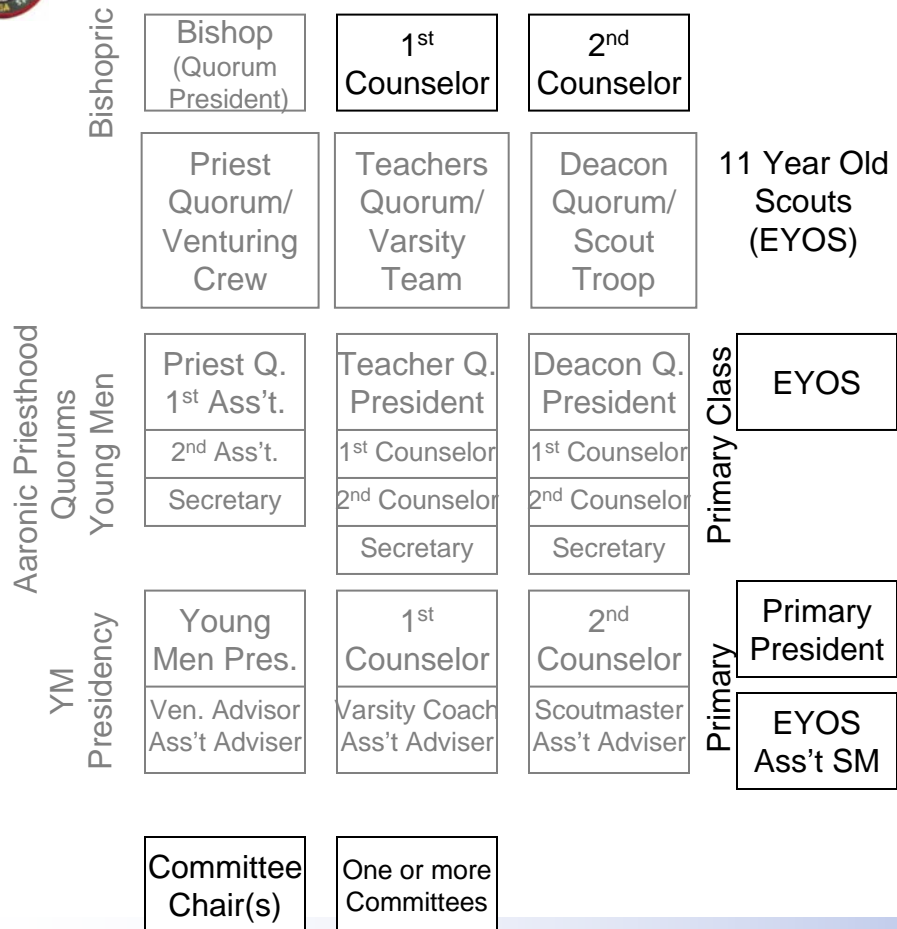 Bishopric
Bishop
(Quorum
President)
1st
Counselor
2nd
Counselor
Priest
Quorum/
Venturing
Crew
Teachers
Quorum/
Varsity
Team
Deacon
Quorum/
Scout
Troop
11 Year Old
Scouts
(EYOS)
Aaronic Priesthood
Quorums
Young Men
Priest Q.
1st Ass’t.
2nd Ass’t.
Secretary
Teacher Q.
President
1st Counselor
2nd Counselor
Secretary
Deacon Q.
President
1st Counselor
2nd Counselor
Secretary
Primary Class
EYOS
YM
Presidency
Young
Men Pres.
Ven. Advisor
Ass’t Adviser
1st
Counselor
Varsity Coach
Ass’t Adviser
2nd
Counselor
Scoutmaster
Ass’t Adviser
Primary
Primary
President
EYOS
Ass’t SM
Committee
Chair(s)
One or more
Committees